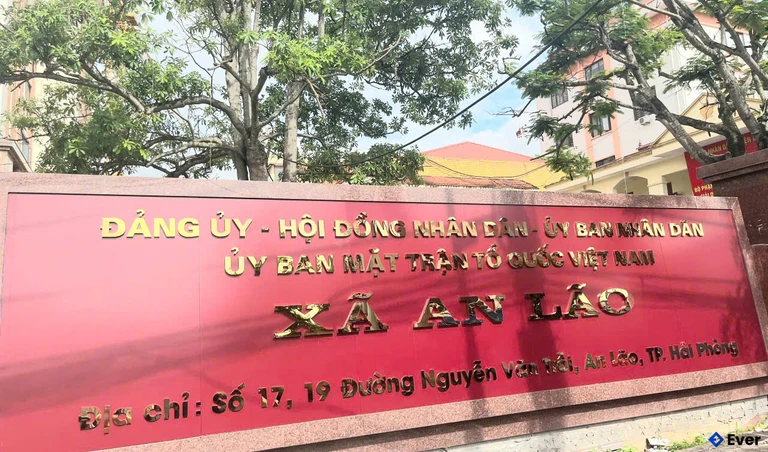 ĐẢNG ỦY - HỘI ĐỒNG NHÂN DÂN - ỦY BAN NHÂN DÂN
ỦY BAN MẶT TRẬN TỔ QUỐC VIỆT NAM
XÃ AN LÃO
Địa chỉ: Số 17, 19 Đường Nguyễn Văn Trỗi, An Lão, TP. Hải Phòng
Ever